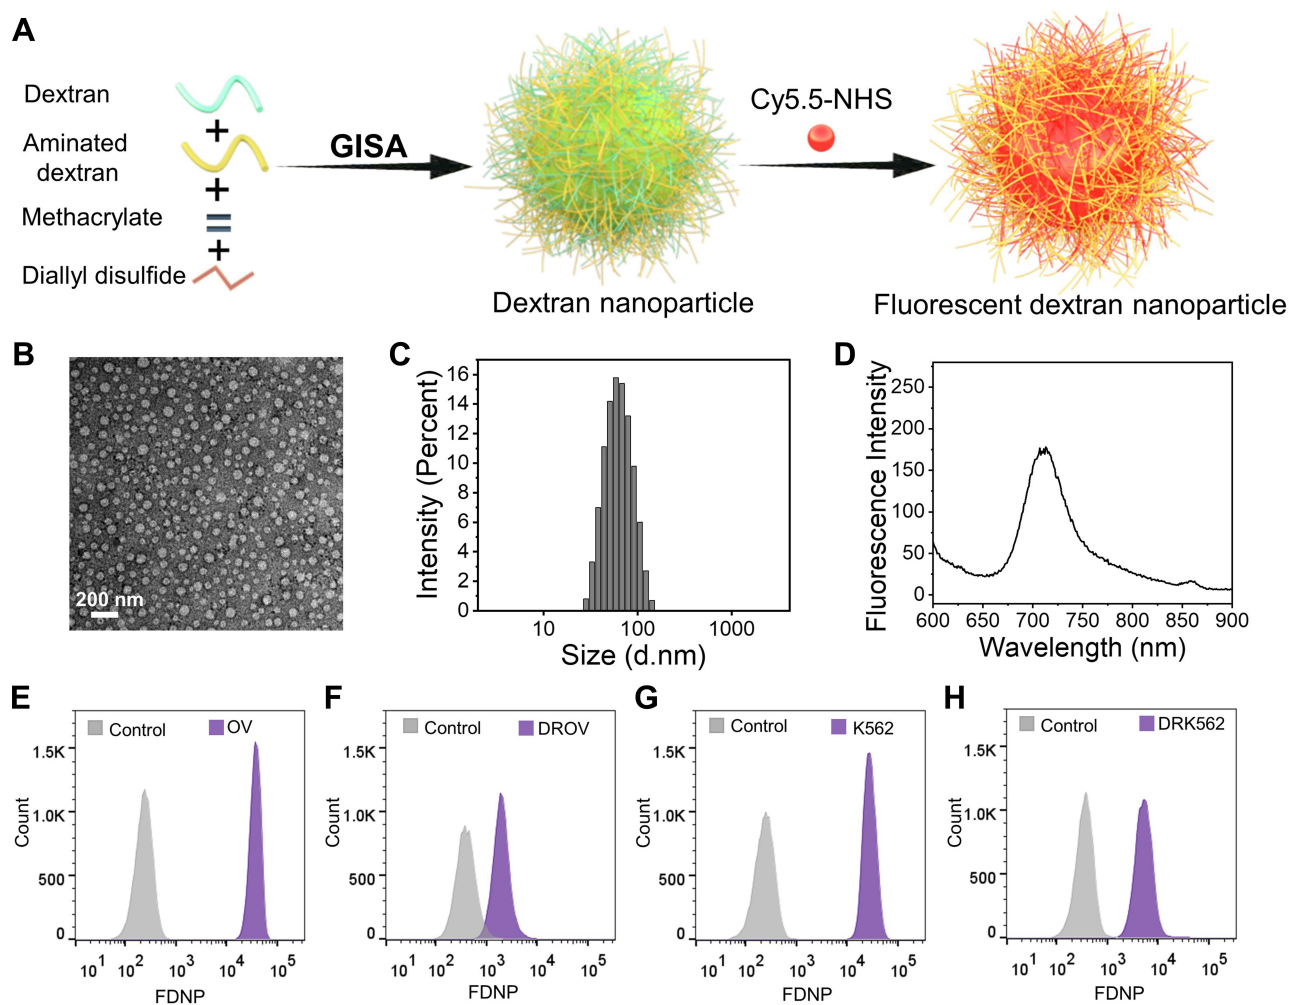 A
Dextran
+
Aminated
dextran
+
Methacrylate
+
Diallyl disulfide
GISA
Dextran nanoparticle
Cy5.5-NHS
Fluorescent dextran nanoparticle
B
200 nm
C
Intensity (Percent)
16
14
12
10
8
6
4
2
0
10 100 1000
Size (d.nm)
D
Fluorescence Intensity
250
200
150
100
50
0
600 650 700 750 800 850 900
Wavelength (nm)
E
Control OV
Count
1.5K
1.0K
500
0
10^1 10^2 10^3 10^4 10^5
FDNP
F
Control DROV
Count
1.5K
1.0K
500
0
10^1 10^2 10^3 10^4 10^5
FDNP
G
Control K562
Count
1.5K
1.0K
500
0
10^1 10^2 10^3 10^4 10^5
FDNP
H
Control DRK562
Count
1.5K
1.0K
500
0
10^1 10^2 10^3 10^4 10^5
FDNP